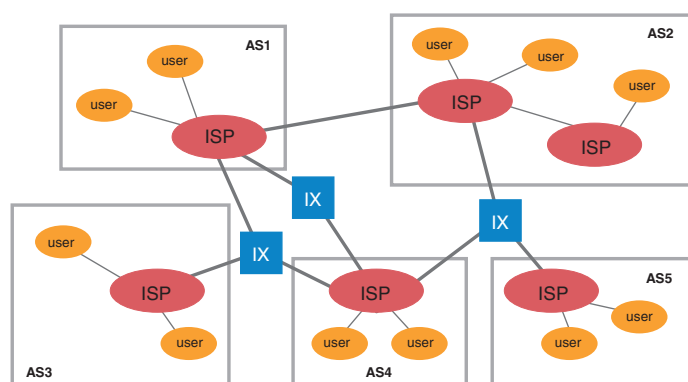 AS1
user
user
ISP
AS2
user
user
user
ISP
ISP
IX
IX
IX
user
ISP
user
AS3
ISP
user
user
AS4
AS5
ISP
user
user